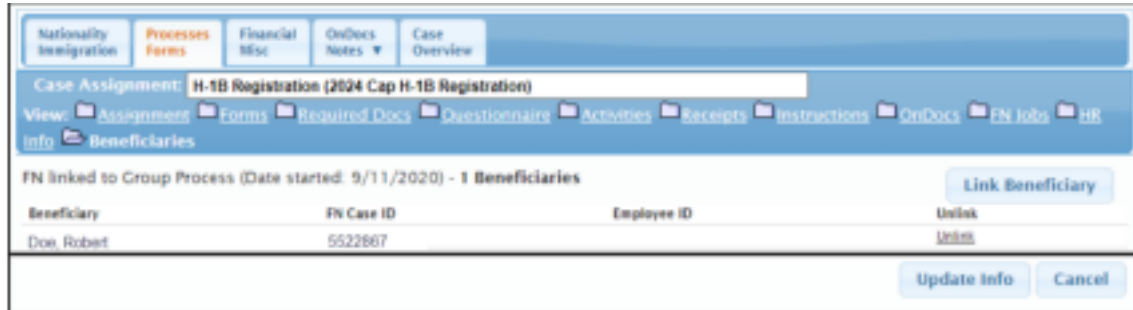 Nationality Immigration
Processes Forms
Financial Misc
OnDocs Notes ▼
Case Overview
Case Assignment: H-1B Registration (2024 Cap H-1B Registration)
View: Assignment Forms Required Docs Questionnaire Activities Receipts Instructions OnDocs FN Jobs HR
Info Beneficiaries
FN linked to Group Process (Date started: 9/11/2020) - 1 Beneficiaries
Link Beneficiary
Beneficiary FN Case ID Employee ID Unlink
Doe, Robert 5522867 Unlink
Update Info Cancel